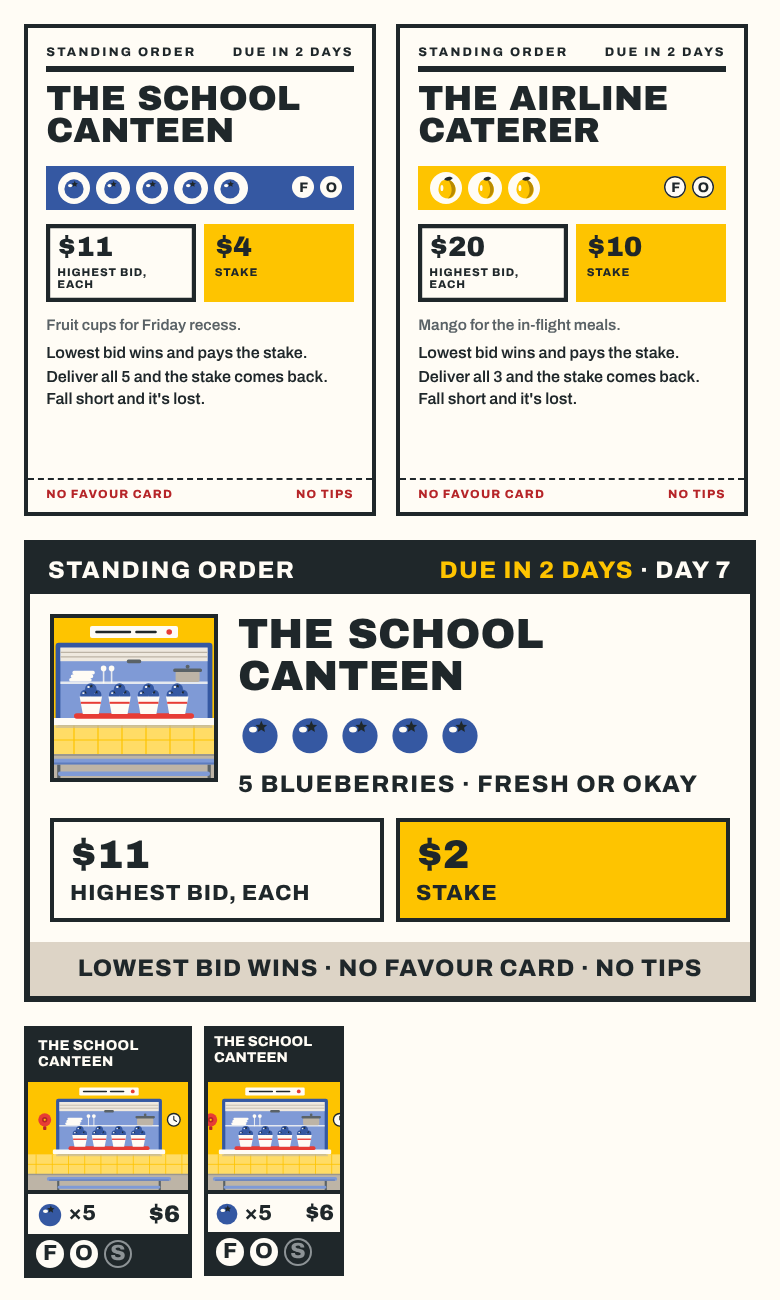 STANDING ORDER DUE IN 2 DAYS
THE SCHOOL
CANTEEN
F O
$11
HIGHEST BID,
EACH
$4
STAKE
Fruit cups for Friday recess.
Lowest bid wins and pays the stake.
Deliver all 5 and the stake comes back.
Fall short and it's lost.
NO FAVOUR CARD NO TIPS
STANDING ORDER DUE IN 2 DAYS
THE AIRLINE
CATERER
F O
$20
HIGHEST BID,
EACH
$10
STAKE
Mango for the in-flight meals.
Lowest bid wins and pays the stake.
Deliver all 3 and the stake comes back.
Fall short and it's lost.
NO FAVOUR CARD NO TIPS
STANDING ORDER DUE IN 2 DAYS · DAY 7
THE SCHOOL
CANTEEN
5 BLUEBERRIES · FRESH OR OKAY
$11
HIGHEST BID, EACH
$2
STAKE
LOWEST BID WINS · NO FAVOUR CARD · NO TIPS
THE SCHOOL
CANTEEN
×5 $6
F O S
THE SCHOOL
CANTEEN
×5 $6
F O S